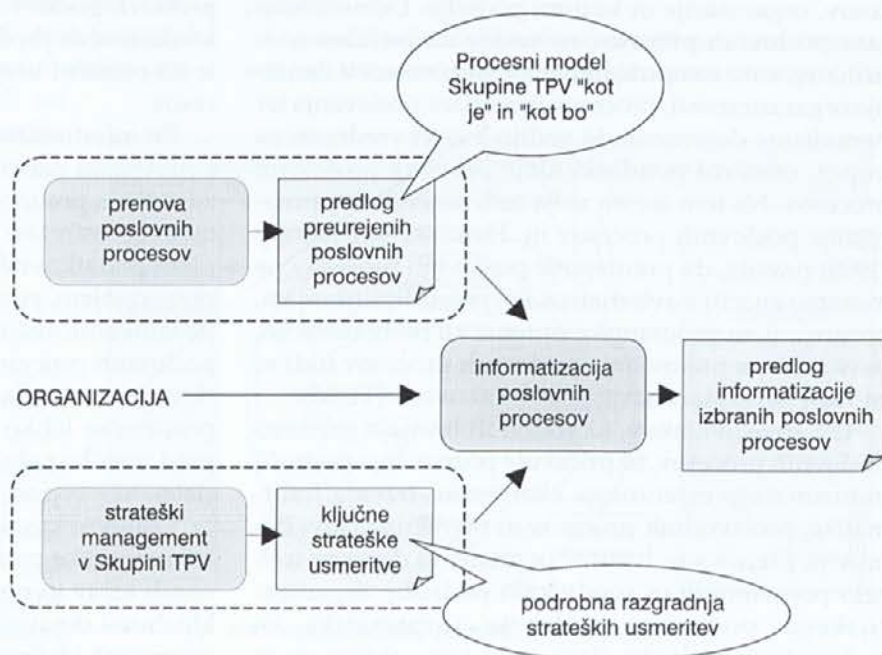 Procesni model
Skupine TPV "kot
je" in "kot bo"
prenova
poslovnih
procesov
predlog
preurejenih
poslovnih
procesov
ORGANIZACIJA
informatizacija
poslovnih
procesov
predlog
informatizacije
izbranih poslovnih
procesov
strateški
management
v Skupini TPV
ključne
strateške
usmeritve
podrobna razgradnja
strateških usmeritev